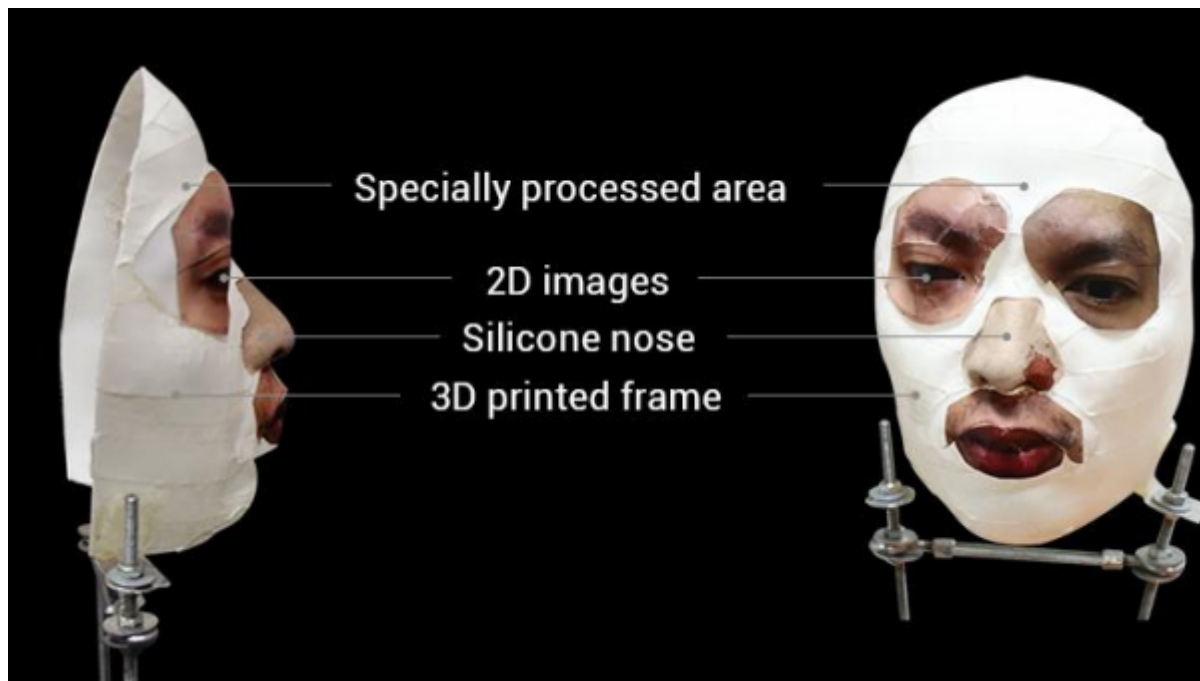 Specially processed area
2D images
Silicone nose
3D printed frame